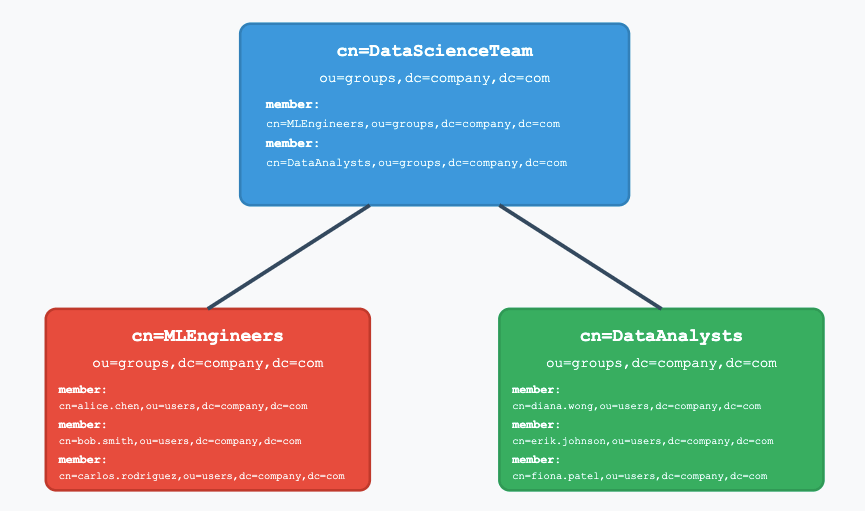 cn=DataScienceTeam
ou=groups,dc=company,dc=com
member:
cn=MLEngineers,ou=groups,dc=company,dc=com
member:
cn=DataAnalysts,ou=groups,dc=company,dc=com
cn=MLEngineers
ou=groups,dc=company,dc=com
member:
cn=alice.chen,ou=users,dc=company,dc=com
member:
cn=bob.smith,ou=users,dc=company,dc=com
member:
cn=carlos.rodriguez,ou=users,dc=company,dc=com
cn=DataAnalysts
ou=groups,dc=company,dc=com
member:
cn=diana.wong,ou=users,dc=company,dc=com
member:
cn=erik.johnson,ou=users,dc=company,dc=com
member:
cn=fiona.patel,ou=users,dc=company,dc=com